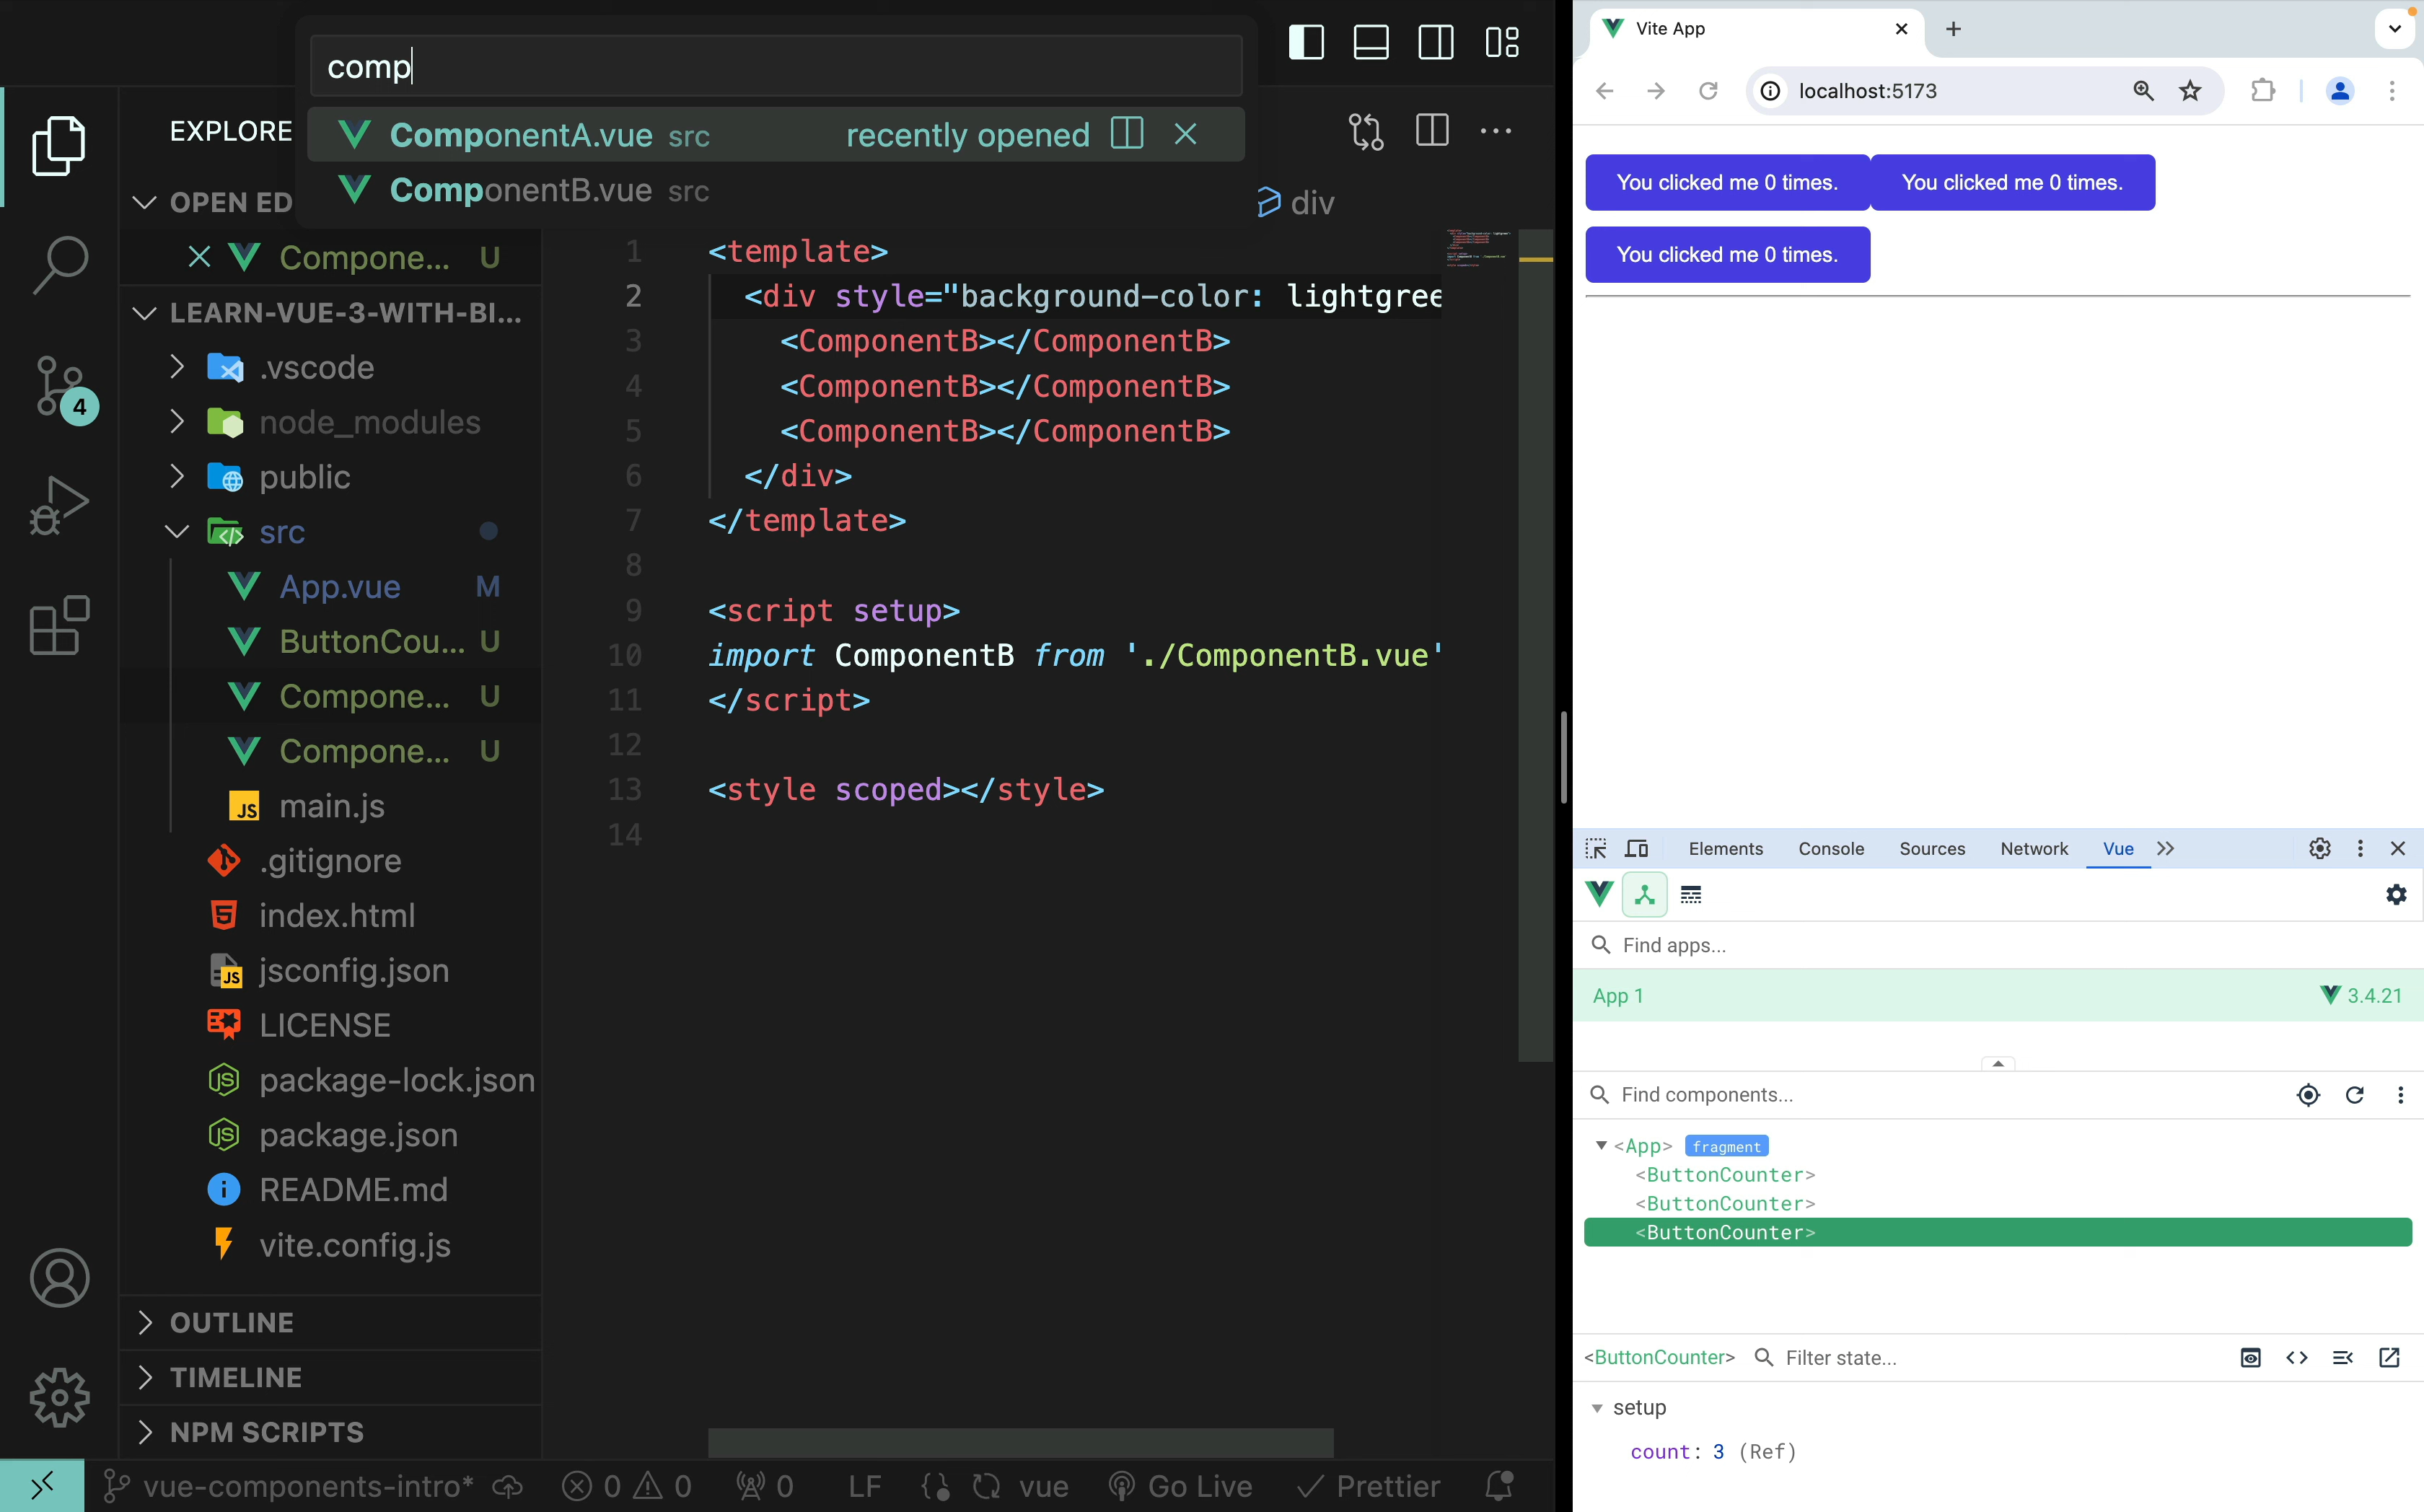 comp
ComponentA.vue src recently opened
ComponentB.vue src
EXPLORE
OPEN ED
Compone... U
LEARN-VUE-3-WITH-BI...
.vscode
node_modules
public
src
App.vue M
ButtonCou... U
Compone... U
Compone... U
main.js
.gitignore
index.html
jsconfig.json
LICENSE
package-lock.json
package.json
README.md
vite.config.js
OUTLINE
TIMELINE
NPM SCRIPTS
4
div
1 <template>
2 <div style="background-color: lightgree
3 <ComponentB></ComponentB>
4 <ComponentB></ComponentB>
5 <ComponentB></ComponentB>
6 </div>
7 </template>
8
9 <script setup>
10 import ComponentB from './ComponentB.vue'
11 </script>
12
13 <style scoped></style>
14
vue-components-intro* 0 0 0 LF vue Go Live Prettier
Vite App
localhost:5173
You clicked me 0 times. You clicked me 0 times.
You clicked me 0 times.
Elements Console Sources Network Vue
Find apps...
App 1 3.4.21
Find components...
<App> fragment
<ButtonCounter>
<ButtonCounter>
<ButtonCounter>
<ButtonCounter> Filter state...
setup
count: 3 (Ref)